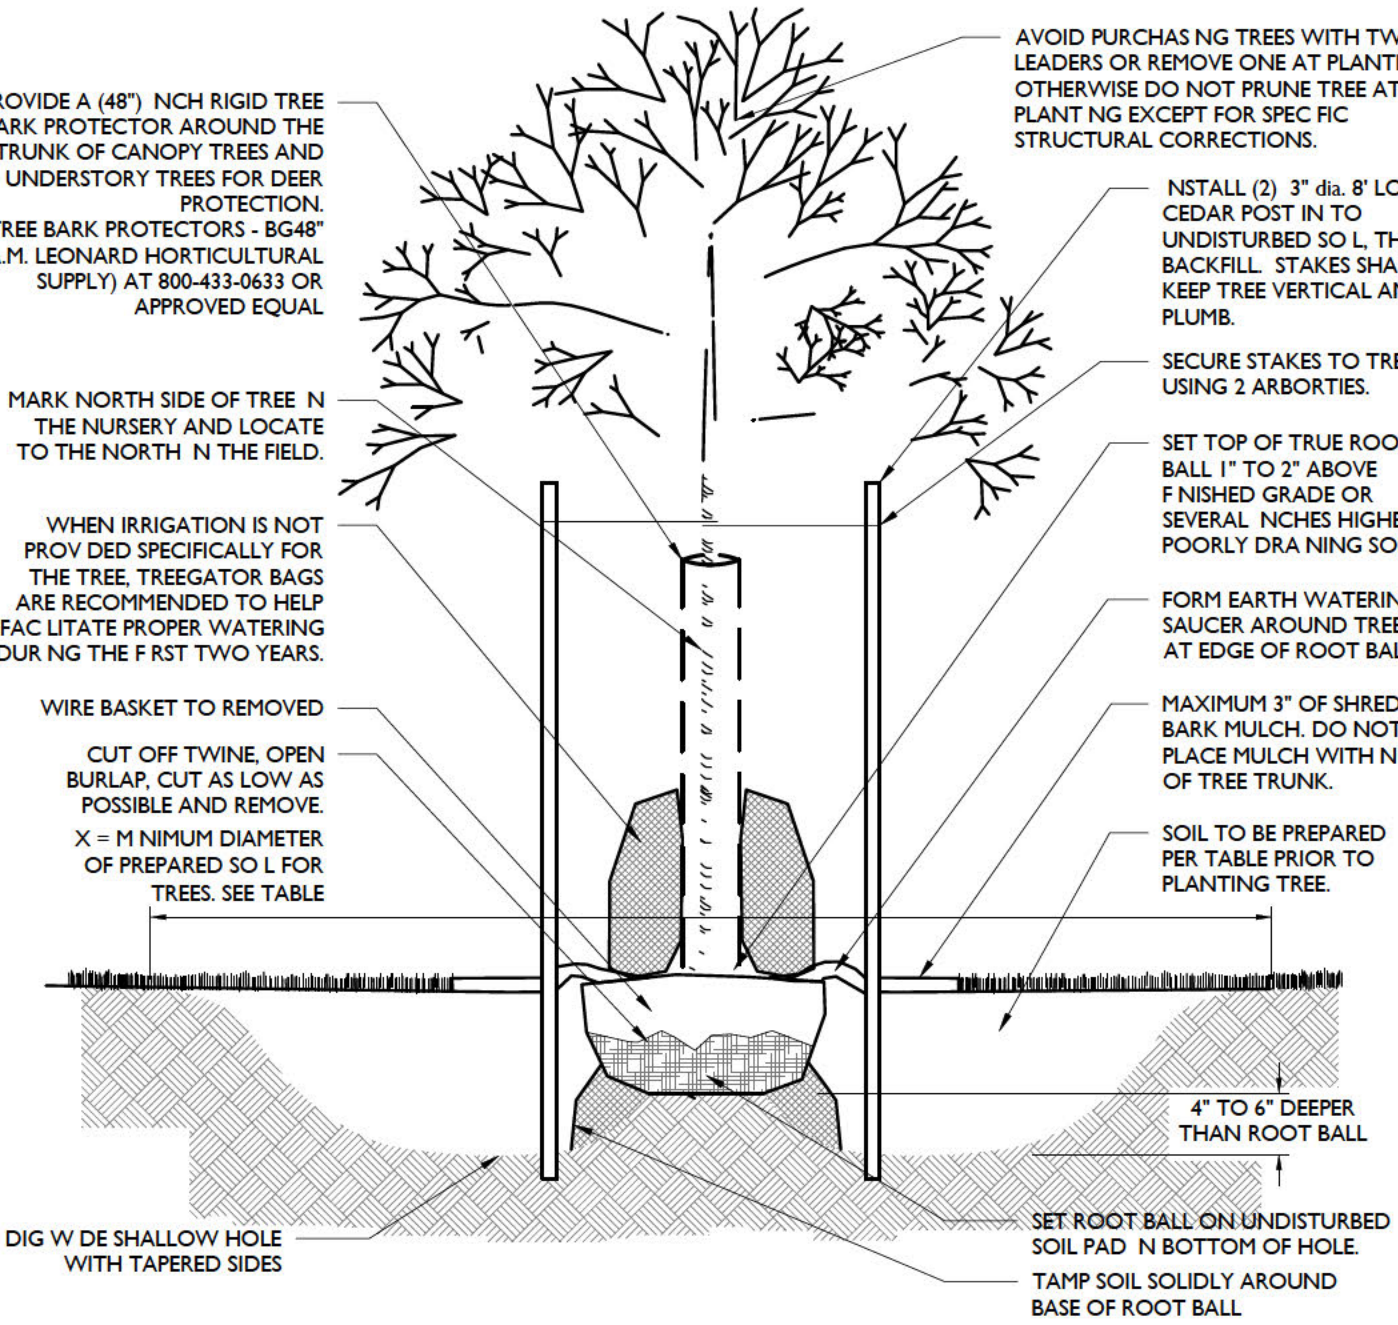 ROVIDE A (48") NCH RIGID TREE
ARK PROTECTOR AROUND THE
TRUNK OF CANOPY TREES AND
UNDERSTORY TREES FOR DEER
PROTECTION.
TREE BARK PROTECTORS - BG48"
.M. LEONARD HORTICULTURAL
SUPPLY) AT 800-433-0633 OR
APPROVED EQUAL
MARK NORTH SIDE OF TREE N
THE NURSERY AND LOCATE
TO THE NORTH N THE FIELD.
WHEN IRRIGATION IS NOT
PROV DED SPECIFICALLY FOR
THE TREE, TREEGATOR BAGS
ARE RECOMMENDED TO HELP
FAC LITATE PROPER WATERING
DUR NG THE F RST TWO YEARS.
WIRE BASKET TO REMOVED
CUT OFF TWINE, OPEN
BURLAP, CUT AS LOW AS
POSSIBLE AND REMOVE.
X = M NIMUM DIAMETER
OF PREPARED SO L FOR
TREES. SEE TABLE
DIG W DE SHALLOW HOLE
WITH TAPERED SIDES
AVOID PURCHAS NG TREES WITH TW
LEADERS OR REMOVE ONE AT PLANTI
OTHERWISE DO NOT PRUNE TREE AT
PLANT NG EXCEPT FOR SPEC FIC
STRUCTURAL CORRECTIONS.
NSTALL (2) 3" dia. 8' LO
CEDAR POST IN TO
UNDISTURBED SO L, TH
BACKFILL. STAKES SHA
KEEP TREE VERTICAL AN
PLUMB.
SECURE STAKES TO TRE
USING 2 ARBORTIES.
SET TOP OF TRUE ROO
BALL 1" TO 2" ABOVE
F NISHED GRADE OR
SEVERAL NCHES HIGHE
POORLY DRA NING SO
FORM EARTH WATERIN
SAUCER AROUND TREE
AT EDGE OF ROOT BAL
MAXIMUM 3" OF SHRED
BARK MULCH. DO NOT
PLACE MULCH WITH N
OF TREE TRUNK.
SOIL TO BE PREPARED
PER TABLE PRIOR TO
PLANTING TREE.
4" TO 6" DEEPER
THAN ROOT BALL
SET ROOT BALL ON UNDISTURBED
SOIL PAD N BOTTOM OF HOLE.
TAMP SOIL SOLIDLY AROUND
BASE OF ROOT BALL